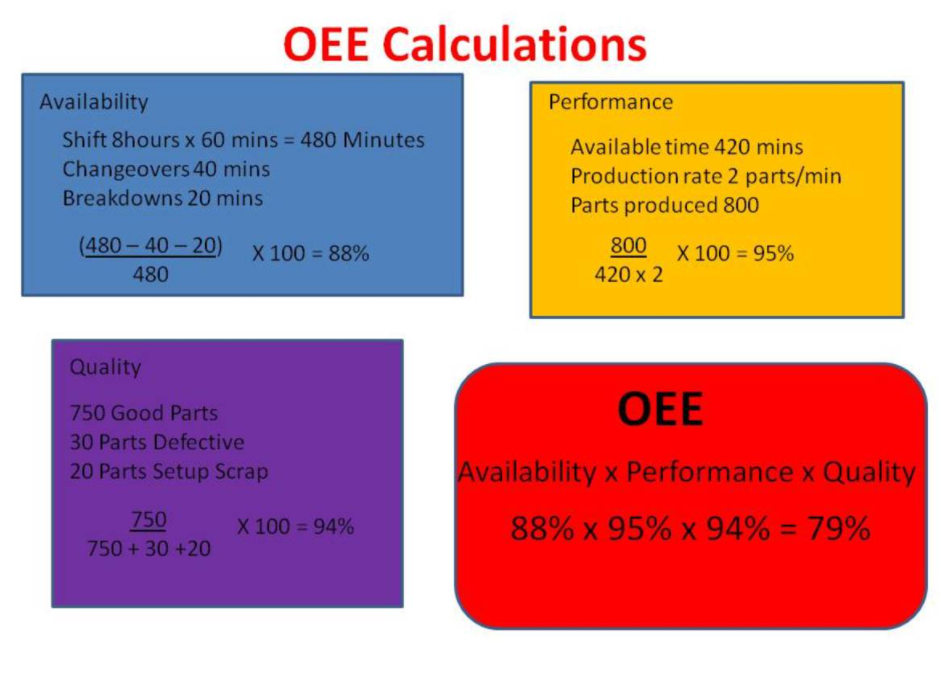 OEE Calculations
Availability
Shift 8hours x 60 mins = 480 Minutes
Changeovers 40 mins
Breakdowns 20 mins
(480 – 40 – 20)
480
X 100 = 88%
Performance
Available time 420 mins
Production rate 2 parts/min
Parts produced 800
800
420 x 2
X 100 = 95%
Quality
750 Good Parts
30 Parts Defective
20 Parts Setup Scrap
750
750 + 30 +20
X 100 = 94%
OEE
Availability x Performance x Quality
88% x 95% x 94% = 79%